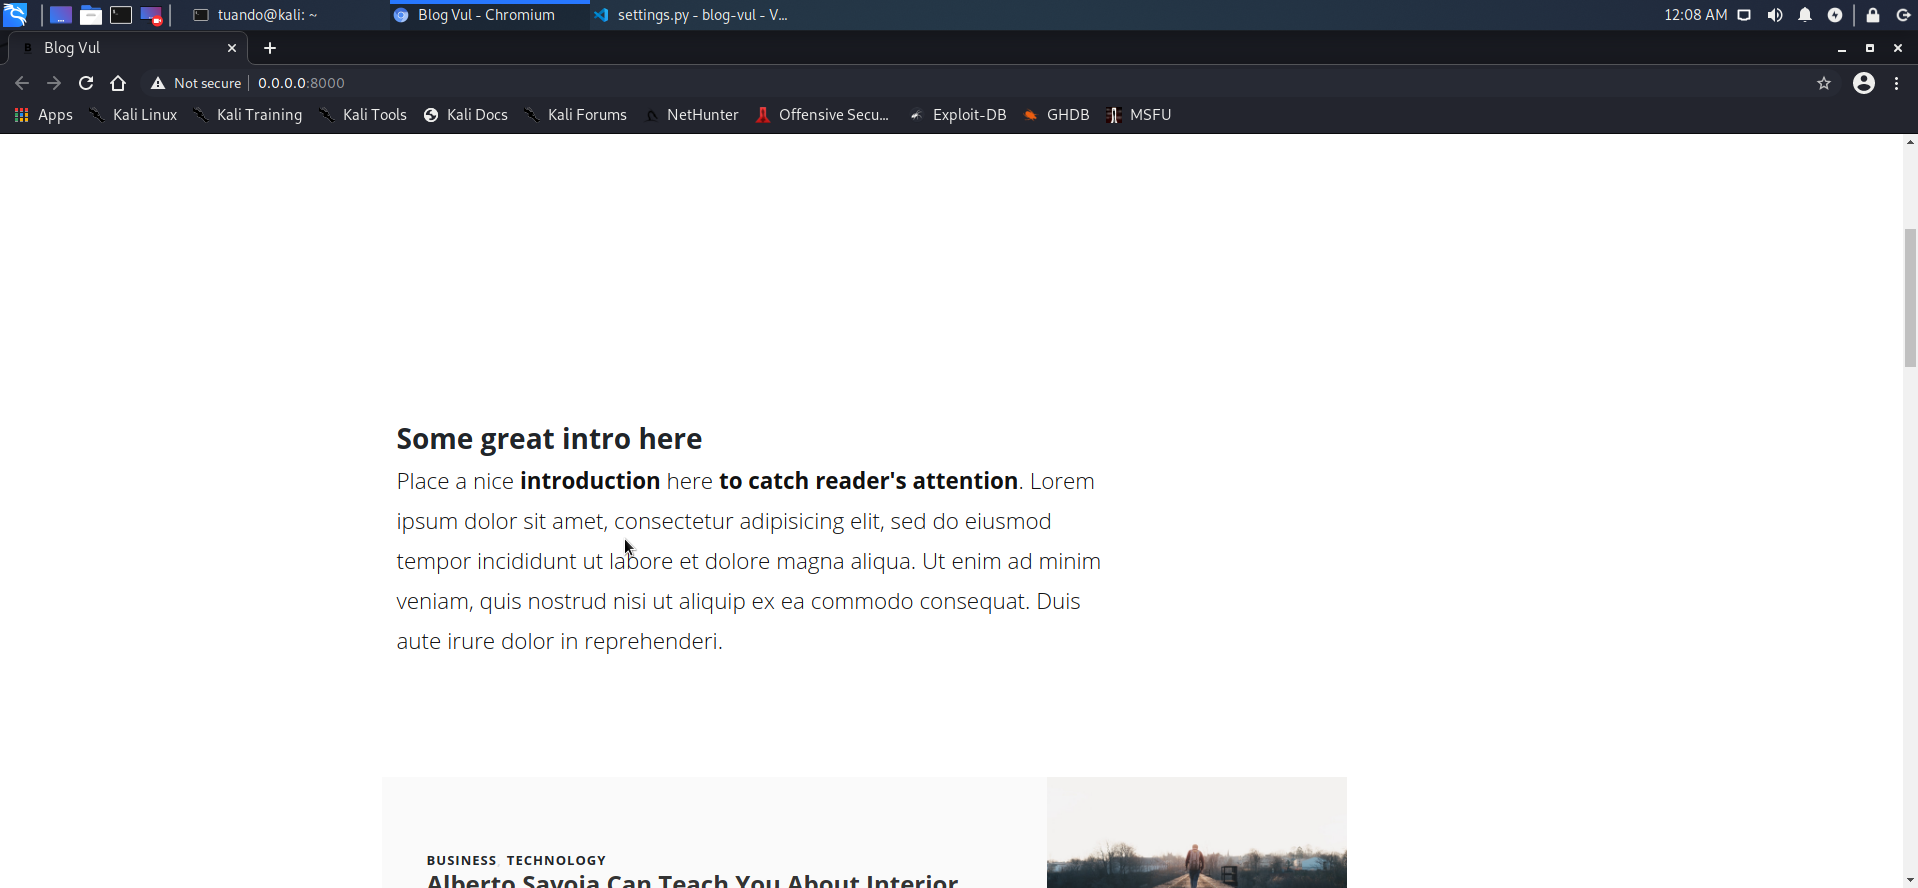 tuando@kali: ~
Blog Vul - Chromium
settings.py - blog-vul - V...
12:08 AM
Blog Vul
Not secure
0.0.0.0:8000
Apps
Kali Linux
Kali Training
Kali Tools
Kali Docs
Kali Forums
NetHunter
Offensive Secu...
Exploit-DB
GHDB
MSFU
Some great intro here
Place a nice introduction here to catch reader's attention. Lorem
ipsum dolor sit amet, consectetur adipisicing elit, sed do eiusmod
tempor incididunt ut labore et dolore magna aliqua. Ut enim ad minim
veniam, quis nostrud nisi ut aliquip ex ea commodo consequat. Duis
aute irure dolor in reprehenderi.
BUSINESS, TECHNOLOGY
Alberto Savoia Can Teach You About Interior